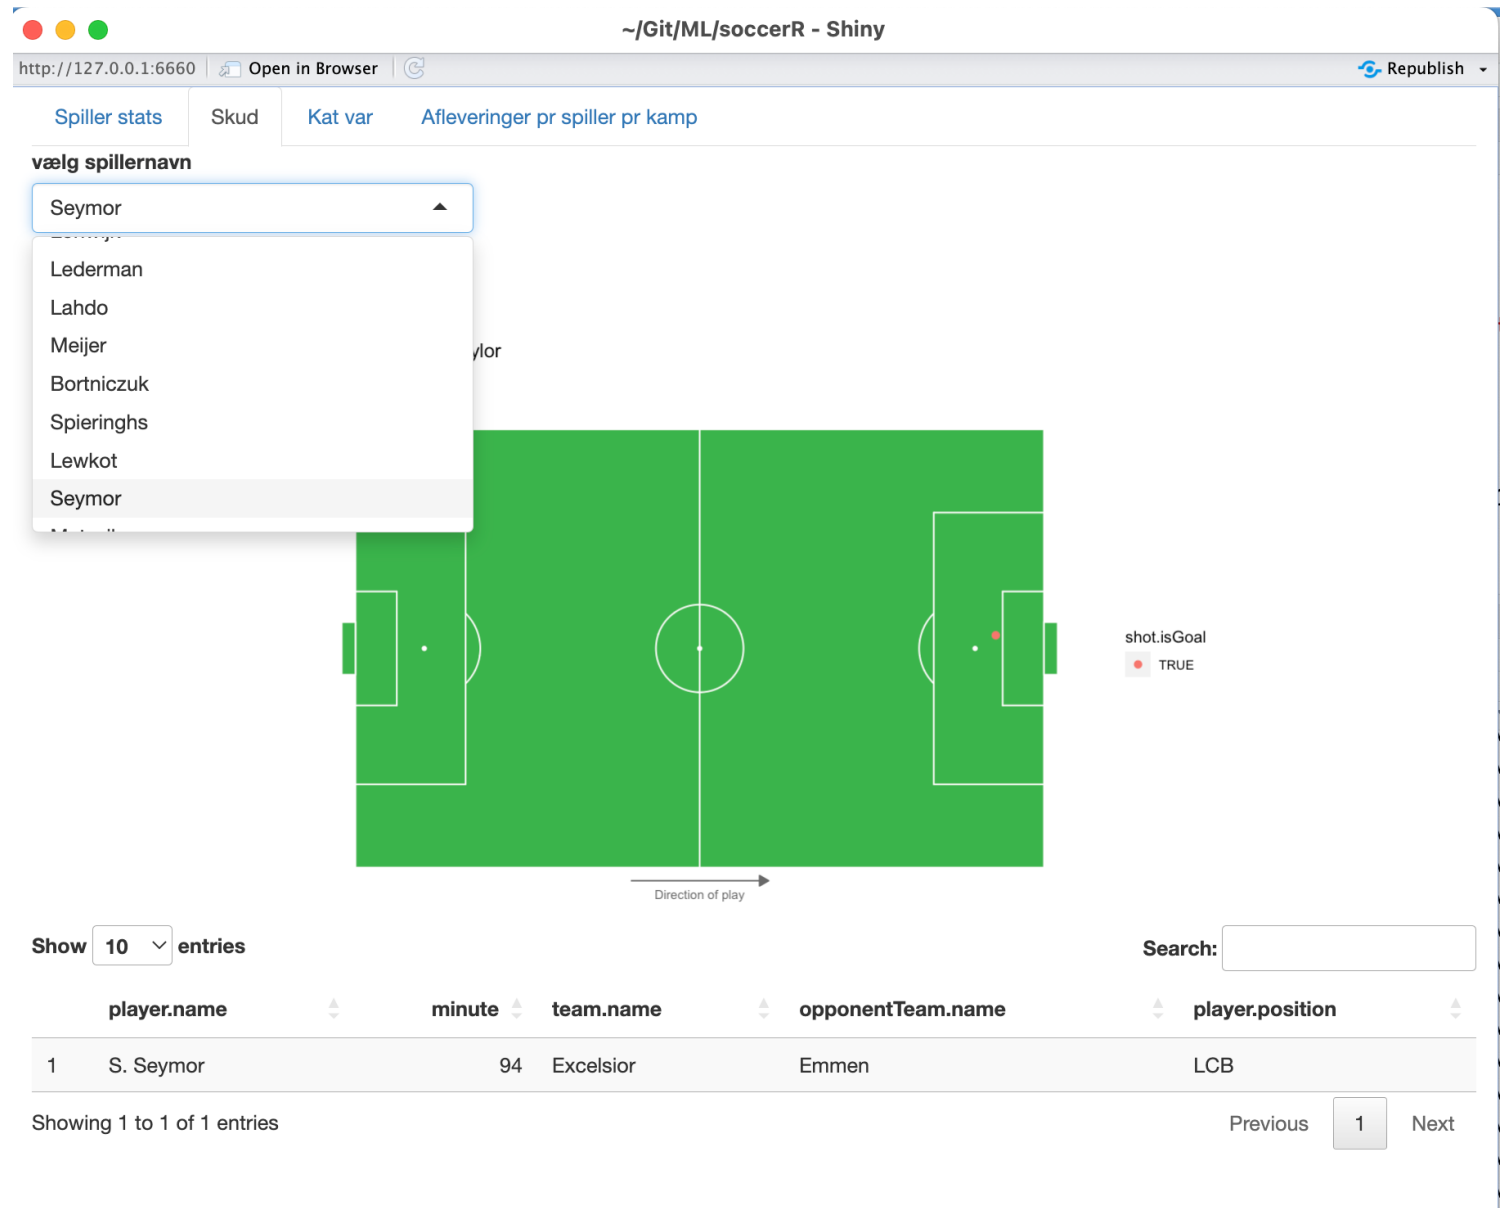 ~/Git/ML/soccerR - Shiny
http://127.0.0.1:6660 Open in Browser Republish
Spiller stats Skud Kat var Afleveringer pr spiller pr kamp
vælg spillernavn
Seymor
Lederman
Lahdo
Meijer
ylor
Bortniczuk
Spieringhs
Lewkot
Seymor
shot.isGoal
TRUE
Direction of play
Show 10 entries Search:
player.name minute team.name opponentTeam.name player.position
1 S. Seymor 94 Excelsior Emmen LCB
Showing 1 to 1 of 1 entries Previous 1 Next